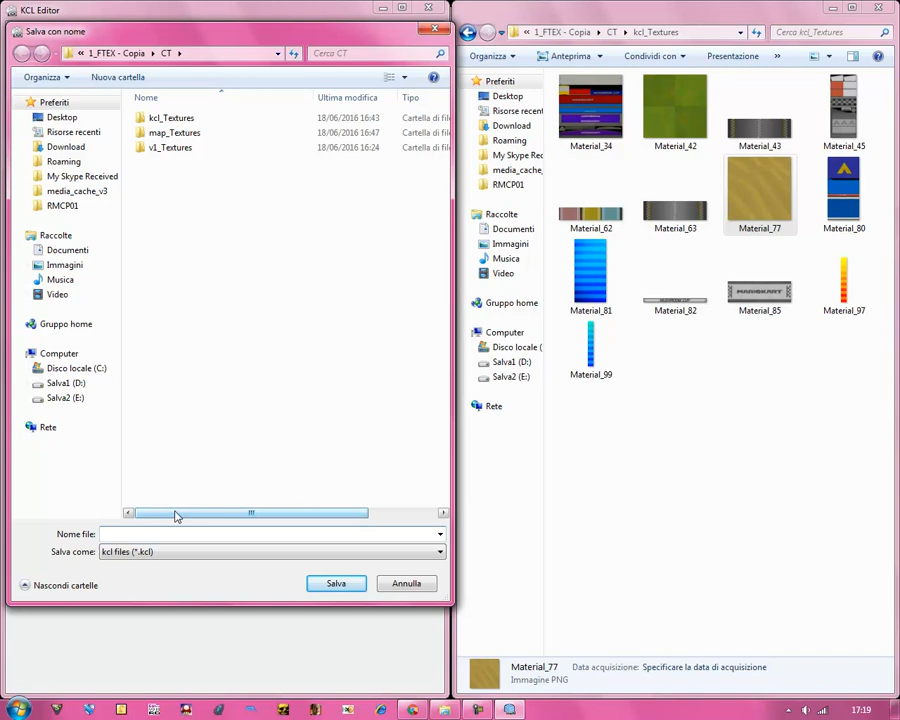 KCL Editor
Salva con nome
1_FTEX - Copia
CT
Cerca CT
Organizza
Nuova cartella
Preferiti
Desktop
Risorse recenti
Download
Roaming
My Skype Received
media_cache_v3
RMCP01
Raccolte
Documenti
Immagini
Musica
Video
Gruppo home
Computer
Disco locale (C:)
Salva1 (D:)
Salva2 (E:)
Rete
Nome
Ultima modifica
Tipo
kcl_Textures
18/06/2016 16:43
Cartella di file
map_Textures
18/06/2016 16:47
Cartella di file
v1_Textures
18/06/2016 16:24
Cartella di file
Nome file:
Salva come:
kcl files (*.kcl)
Nascondi cartelle
Salva
Annulla
1_FTEX - Copia
CT
kcl_Textures
Cerca kcl_Textures
Organizza
Anteprima
Condividi con
Presentazione
Preferiti
Desktop
Risorse recen
Download
Roaming
My Skype Rec
media_cache_
RMCP01
Raccolte
Documenti
Immagini
Musica
Video
Gruppo home
Computer
Disco locale (
Salva1 (D:)
Salva2 (E:)
Rete
Material_34
Material_42
Material_43
Material_45
Material_62
Material_63
Material_77
Material_80
Material_81
Material_82
MARIOKART
Material_85
Material_97
Material_99
Material_77
Data acquisizione: Specificare la data di acquisizione
Immagine PNG
17:19